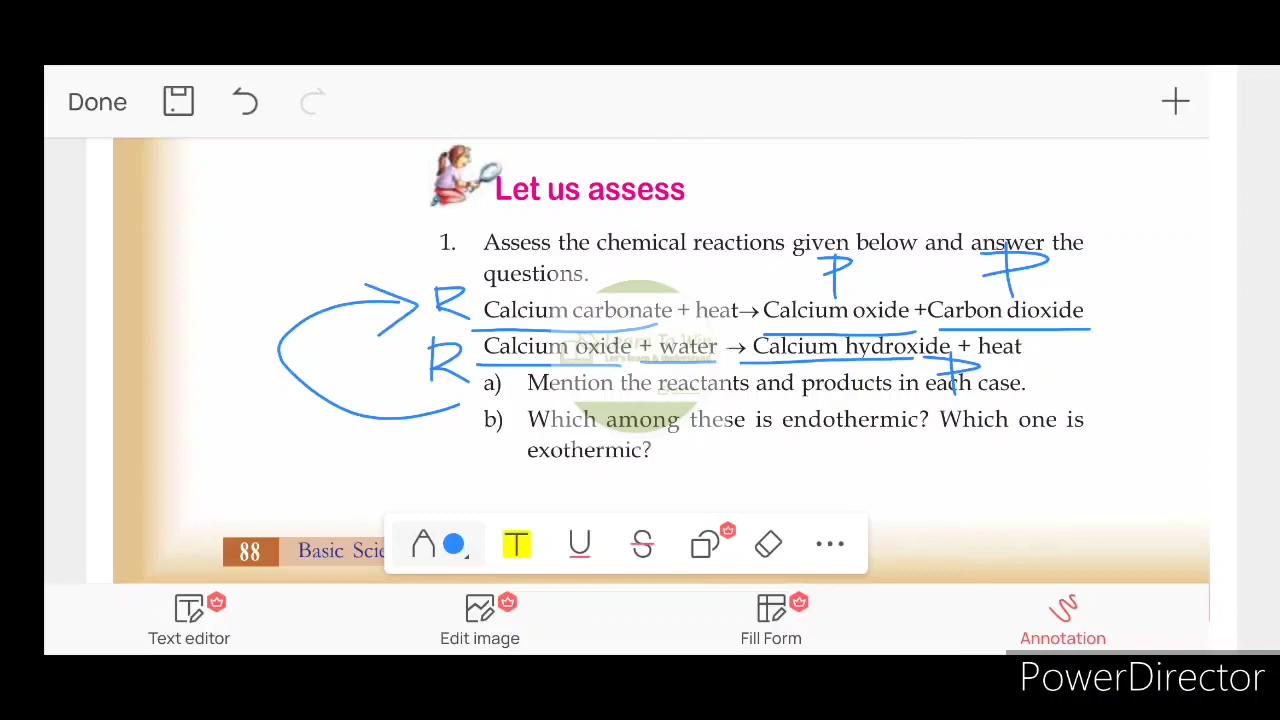 Done
Let us assess
1. Assess the chemical reactions given below and answer the
questions.
P P
R Calcium carbonate + heat→ Calcium oxide +Carbon dioxide
R Calcium oxide + water → Calcium hydroxide + heat
P
a) Mention the reactants and products in each case.
b) Which among these is endothermic? Which one is
exothermic?
88 Basic Scie
T U S
Text editor Edit image Fill Form Annotation
PowerDirector